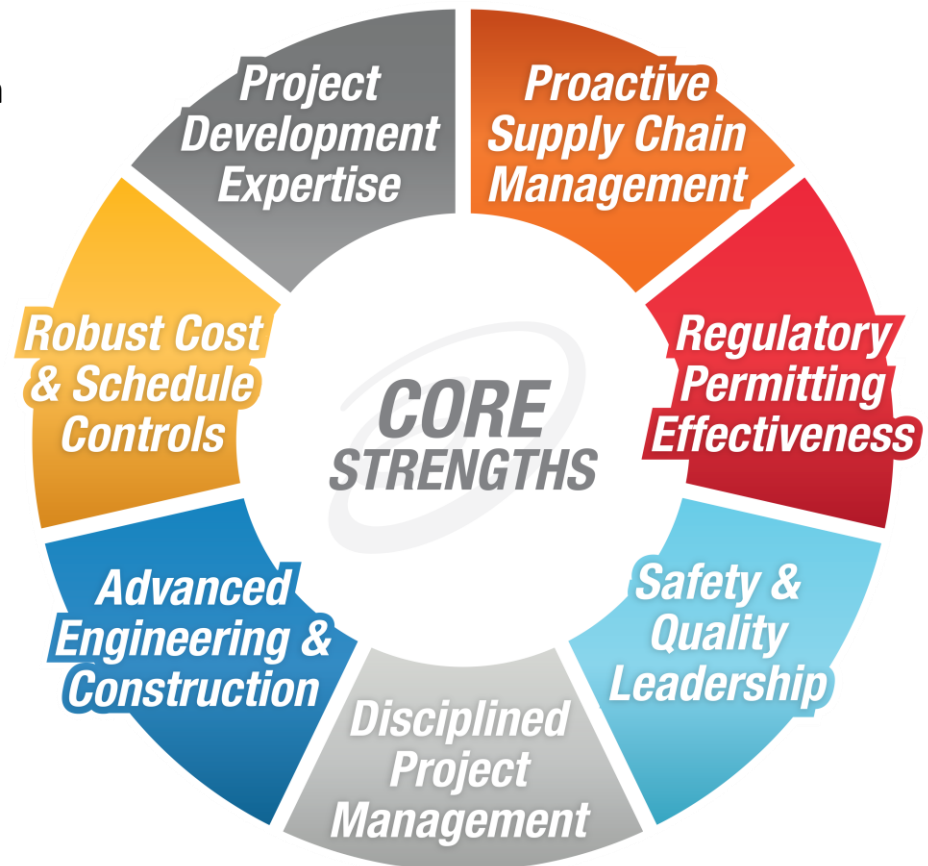 Project
Development
Expertise
Proactive
Supply Chain
Management
Regulatory
Permitting
Effectiveness
Safety &
Quality
Leadership
Disciplined
Project
Management
Advanced
Engineering &
Construction
Robust Cost
& Schedule
Controls
CORE
STRENGTHS